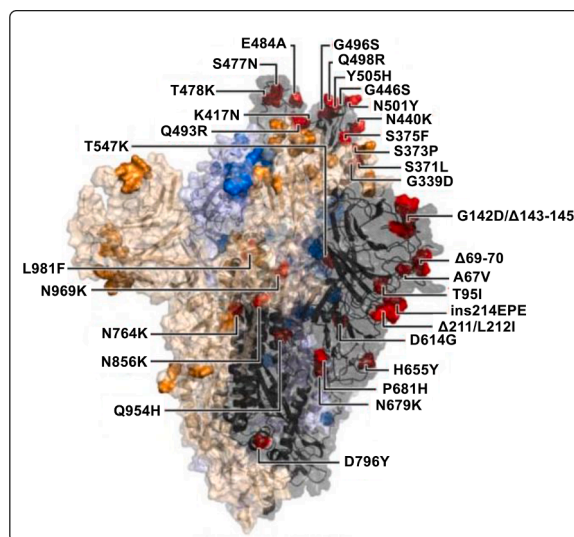 E484A
G496S
Q498R
S477N
Y505H
T478K
G446S
N501Y
K417N
N440K
Q493R
S375F
T547K
S373P
S371L
G339D
G142D/Δ143-145
Δ69-70
L981F
A67V
N969K
T95I
ins214EPE
N764K
Δ211/L212I
D614G
N856K
H655Y
P681H
Q954H
N679K
D796Y